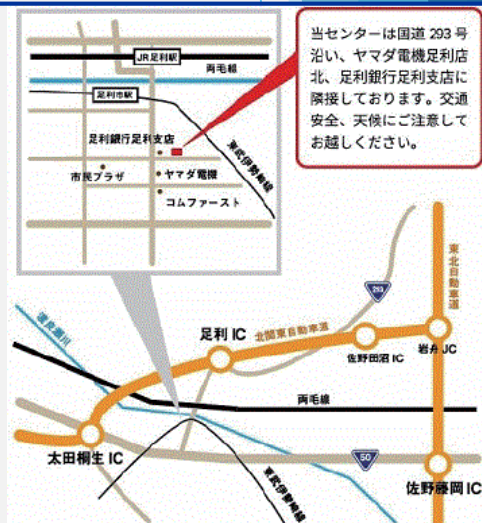 当センターは国道 293 号
沿い、ヤマダ電機足利店
北、足利銀行足利支店に
隣接しております。交通
安全、天候にご注意して
お越しください。
JR足利駅
両毛線
足利市駅
足利銀行足利支店
東武伊勢崎線
市民プラザ
ヤマダ電機
コムファースト
東北自動車道
293
渡良瀬川
足利 IC
北関東自動車道
佐野田沼 IC
岩舟 JC
両毛線
太田桐生 IC
50
東武伊勢崎線
佐野藤岡 IC